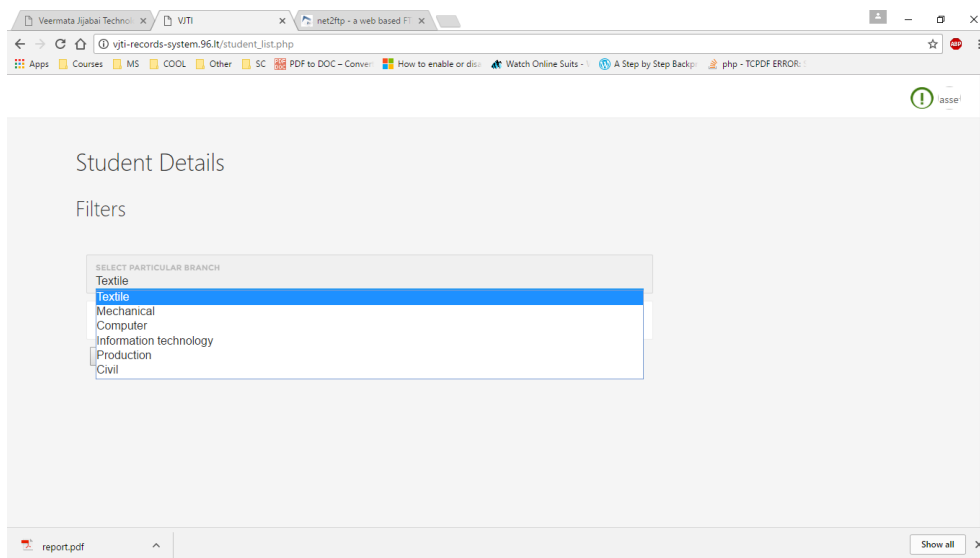 Veermata Jijabai Technol
VJTI
net2ftp - a web based FT
vjti-records-system.96.lt/student_list.php
ABP
Apps
Courses
MS
COOL
Other
SC
PDF to DOC – Conver
How to enable or disa
Watch Online Suits -
A Step by Step Backp
php - TCPDF ERROR:
asse
Student Details
Filters
SELECT PARTICULAR BRANCH
Textile
Textile
Mechanical
Computer
Information technology
Production
Civil
report.pdf
Show all